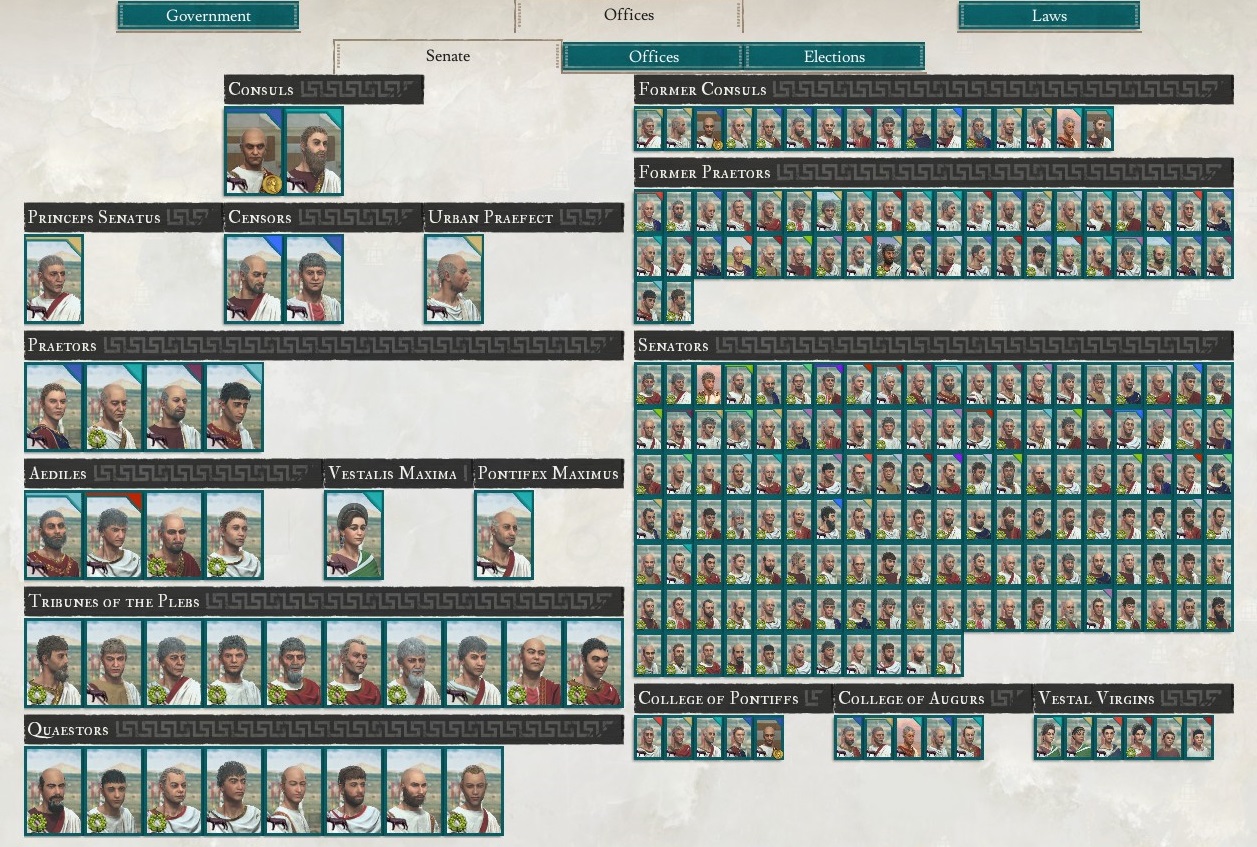 Government
Offices
Laws
Senate
Offices
Elections
Consuls
Princeps Senatus
Censors
Urban Praefect
Praetors
Aediles
Vestalis Maxima
Pontifex Maximus
Tribunes of the Plebs
Quaestors
Former Consuls
Former Praetors
Senators
College of Pontiffs
College of Augurs
Vestal Virgins